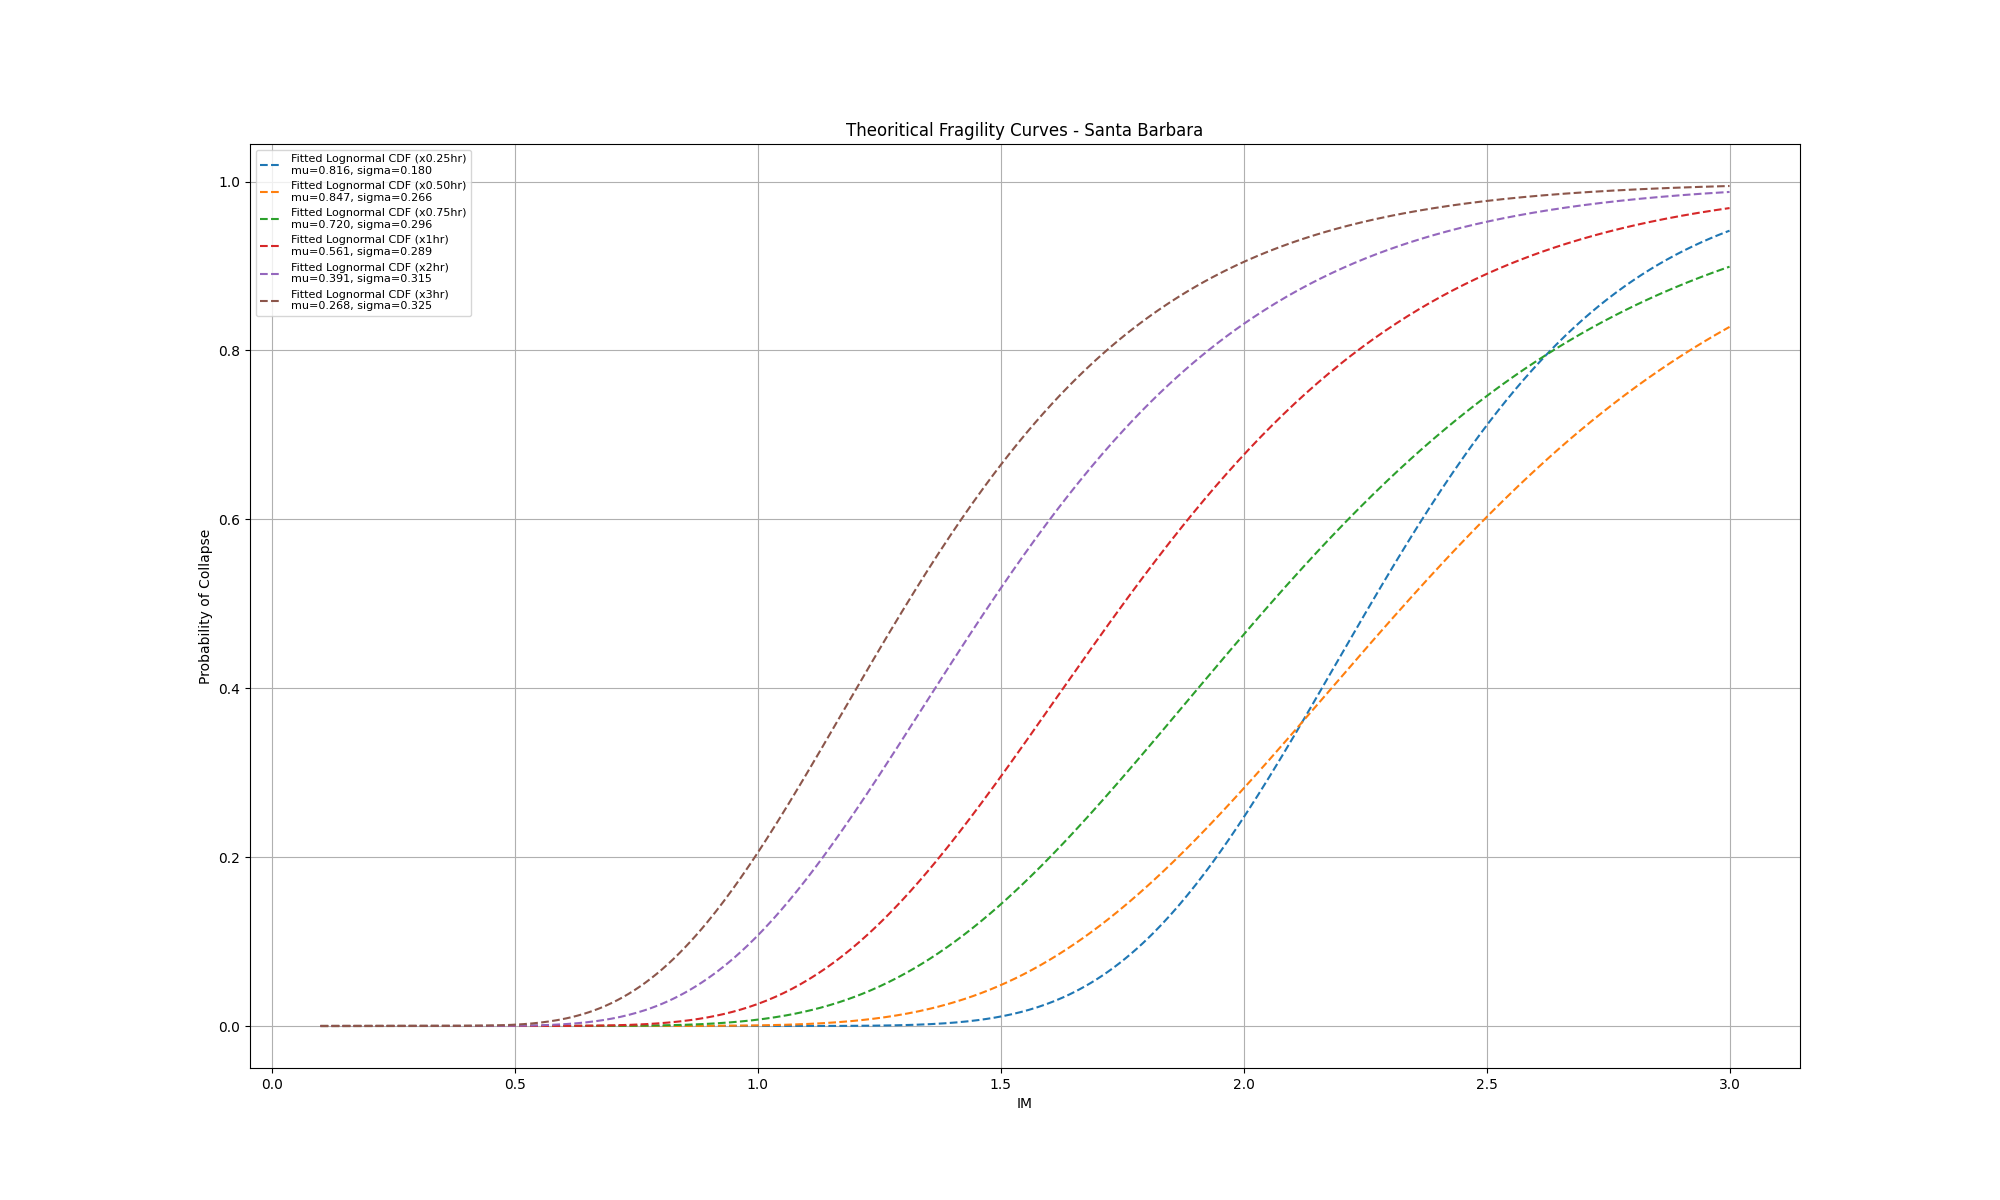 Theoritical Fragility Curves - Santa Barbara
Fitted Lognormal CDF (x0.25hr)
mu=0.816, sigma=0.180
Fitted Lognormal CDF (x0.50hr)
mu=0.847, sigma=0.266
Fitted Lognormal CDF (x0.75hr)
mu=0.720, sigma=0.296
Fitted Lognormal CDF (x1hr)
mu=0.561, sigma=0.289
Fitted Lognormal CDF (x2hr)
mu=0.391, sigma=0.315
Fitted Lognormal CDF (x3hr)
mu=0.268, sigma=0.325
1.0
0.8
0.6
0.4
0.2
0.0
Probability of Collapse
0.0 0.5 1.0 1.5 2.0 2.5 3.0
IM